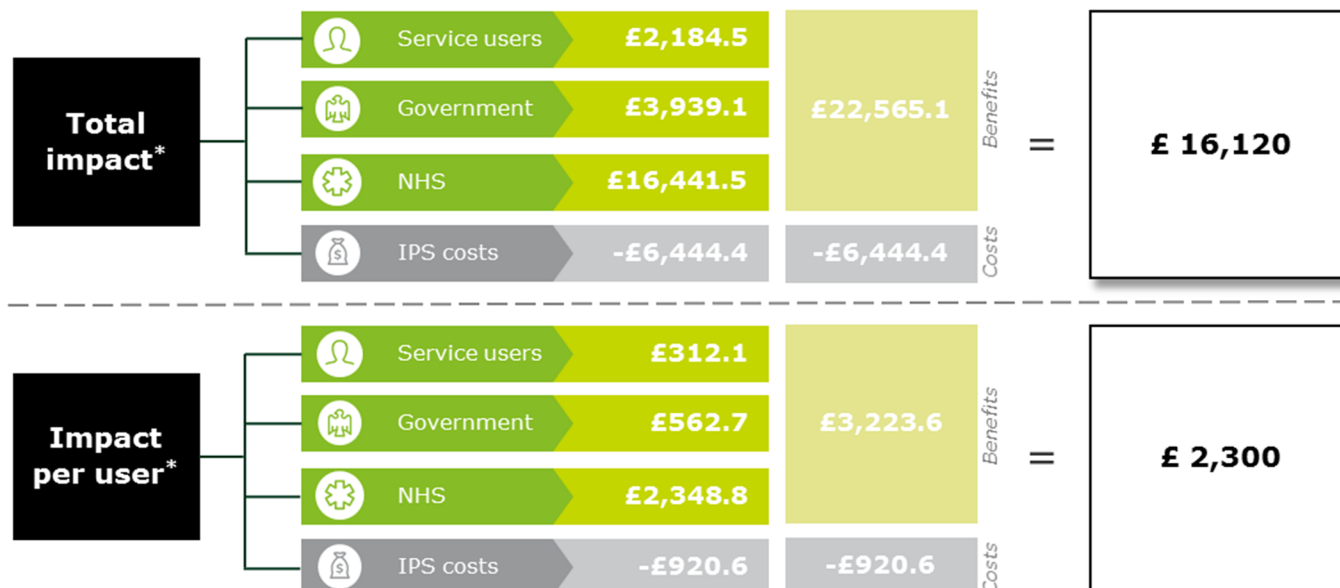 Total
impact*
Service users £2,184.5
Government £3,939.1
NHS £16,441.5
IPS costs -£6,444.4
£22,565.1
-£6,444.4
Benefits
Costs
=
£ 16,120
Impact
per user*
Service users £312.1
Government £562.7
NHS £2,348.8
IPS costs -£920.6
£3,223.6
-£920.6
Benefits
Costs
=
£ 2,300